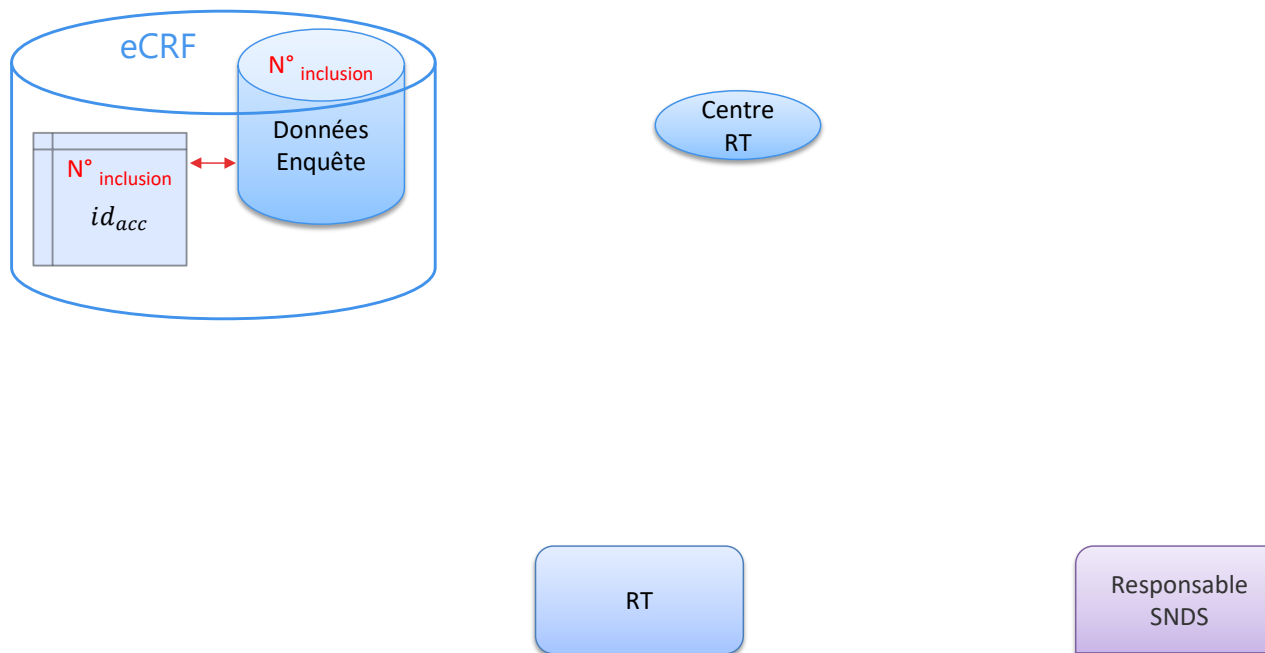 eCRF
N° inclusion
Données
Enquête
N° inclusion
id_acc
Centre
RT
RT
Responsable
SNDS